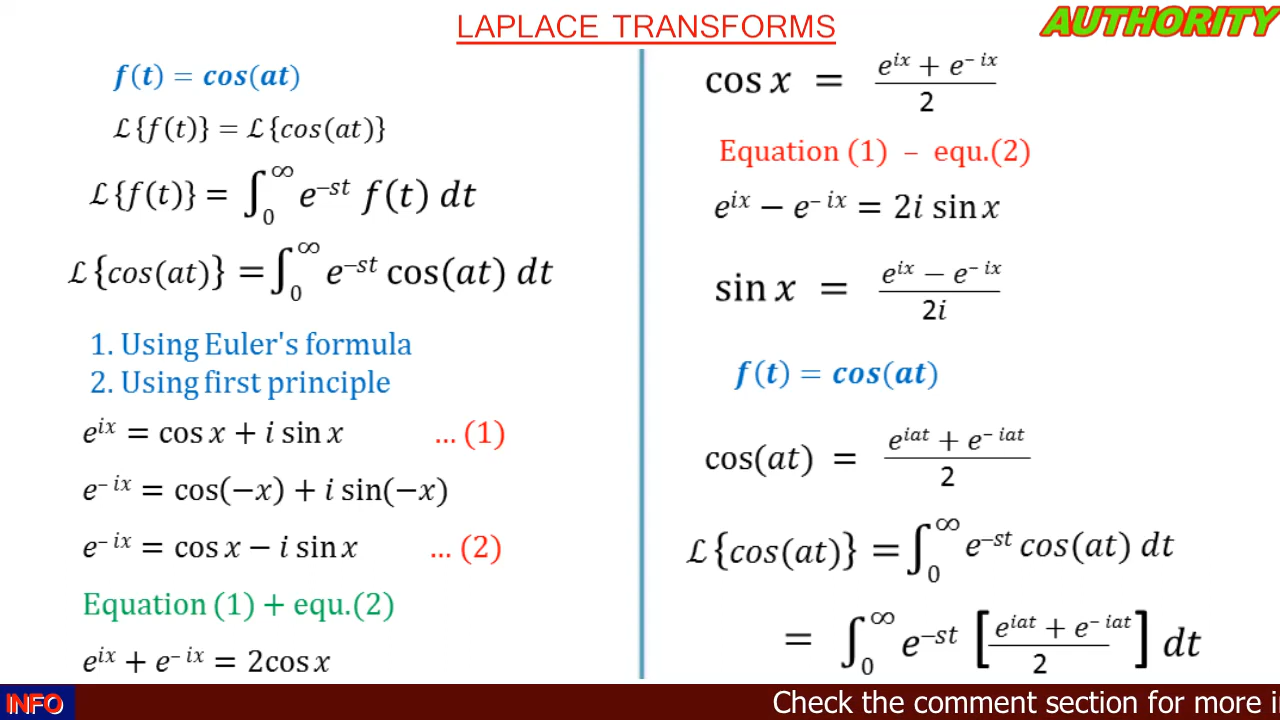 LAPLACE TRANSFORMS
AUTHORITY
f(t) = cos(at)
ℒ{f(t)} = ℒ{cos(at)}
ℒ{f(t)} = ∫₀^∞ e^–st f(t) dt
ℒ{cos(at)} = ∫₀^∞ e^–st cos(at) dt
1. Using Euler's formula
2. Using first principle
e^ix = cos x + i sin x ... (1)
e^– ix = cos(−x) + i sin(−x)
e^– ix = cos x − i sin x ... (2)
Equation (1) + equ.(2)
e^ix + e^– ix = 2cos x
cos x = (e^ix + e^– ix)/2
Equation (1) – equ.(2)
e^ix − e^– ix = 2i sin x
sin x = (e^ix − e^– ix)/2i
f(t) = cos(at)
cos(at) = (e^iat + e^– iat)/2
ℒ{cos(at)} = ∫₀^∞ e^–st cos(at) dt
= ∫₀^∞ e^–st [(e^iat + e^– iat)/2] dt
INFO
Check the comment section for more i